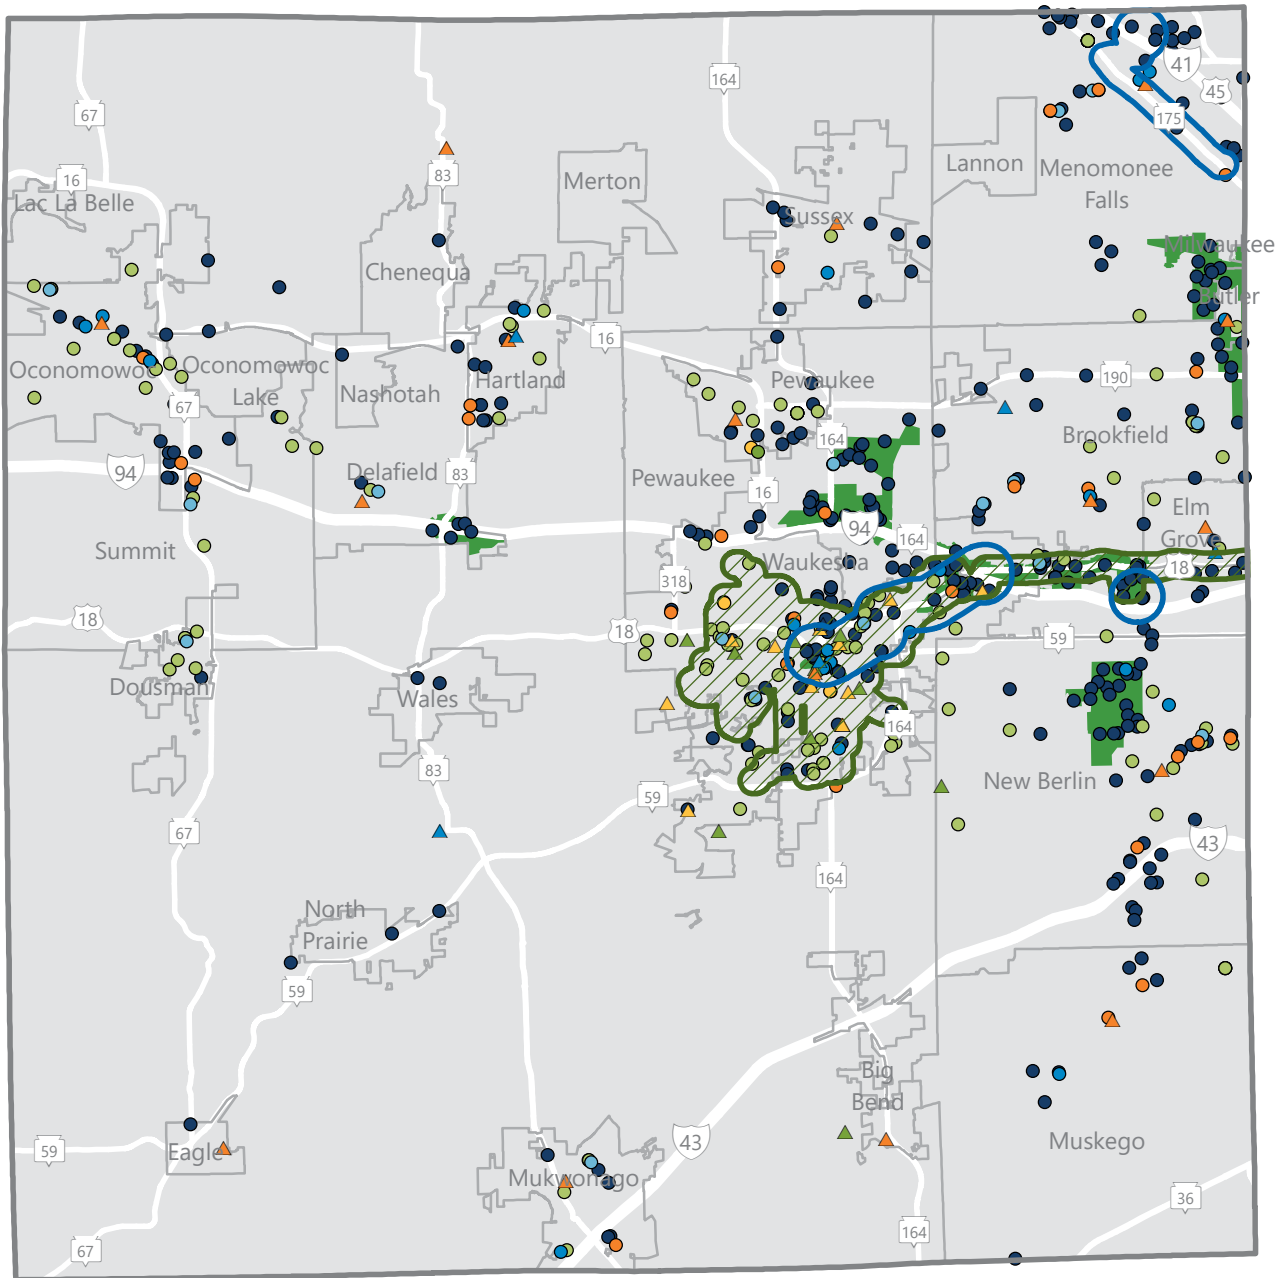 41
164
45
67
175
Lannon
Menomonee
Falls
83
16
Merton
Lac La Belle
Sussex
Milwaukee
Chenequa
Butler
16
Oconomowoc
Oconomowoc
Lake
Nashotah
Hartland
Pewaukee
190
67
164
Brookfield
94
Delafield
83
Pewaukee
16
Elm
Grove
94
164
Summit
Waukesha
18
318
18
18
59
Dousman
Wales
164
83
New Berlin
59
67
43
164
North
Prairie
59
Big
Bend
43
Muskego
59
Eagle
Mukwonago
36
164
67